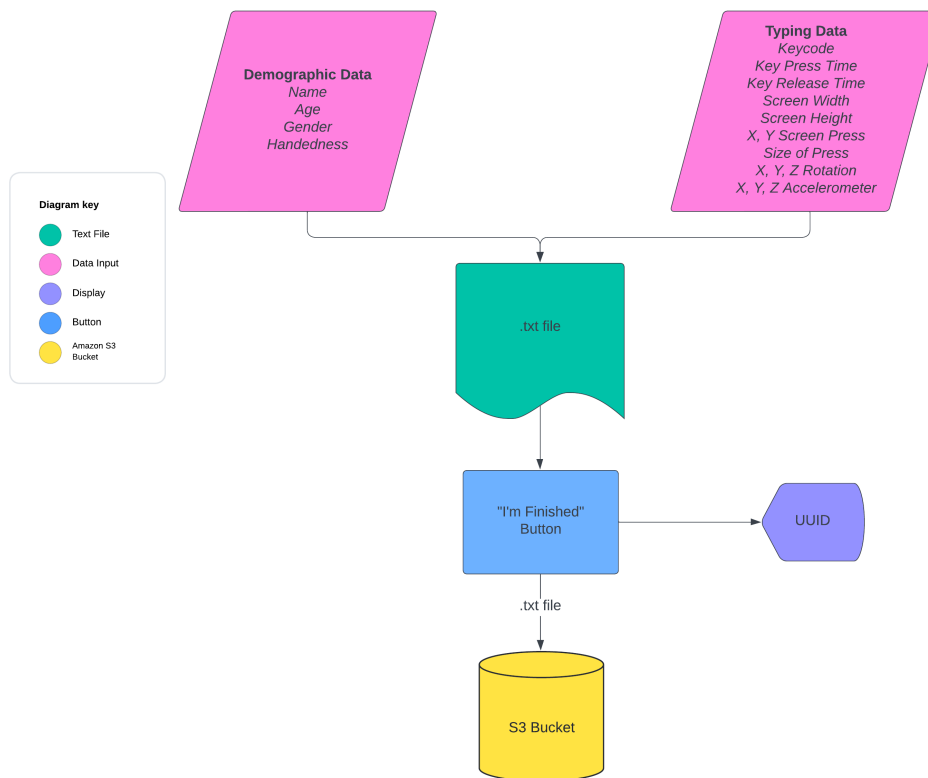 Demographic Data
Name
Age
Gender
Handedness
Typing Data
Keycode
Key Press Time
Key Release Time
Screen Width
Screen Height
X, Y Screen Press
Size of Press
X, Y, Z Rotation
X, Y, Z Accelerometer
Diagram key
Text File
Data Input
Display
Button
Amazon S3
Bucket
.txt file
"I'm Finished"
Button
UUID
.txt file
S3 Bucket